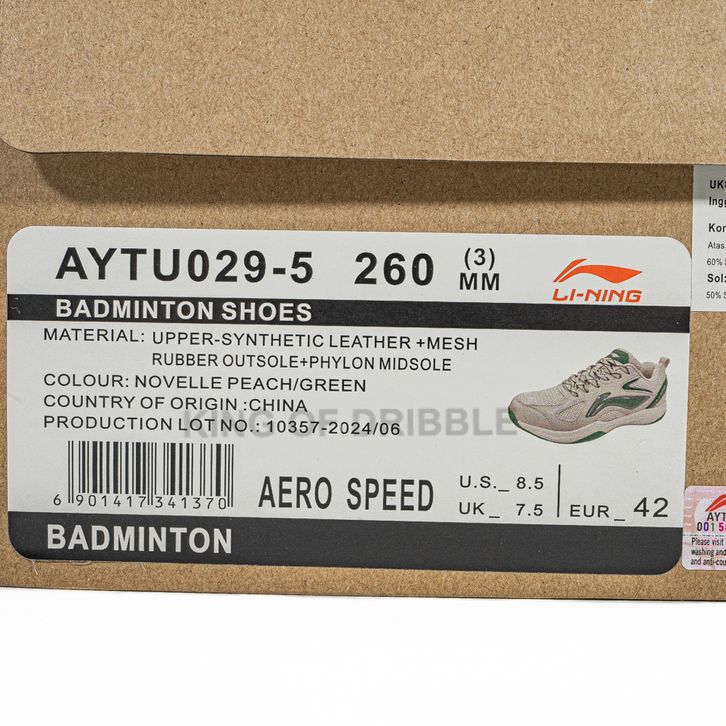 AYTU029-5 260 (3) MM
LI-NING
BADMINTON SHOES
MATERIAL: UPPER-SYNTHETIC LEATHER +MESH
RUBBER OUTSOLE+PHYLON MIDSOLE
COLOUR: NOVELLE PEACH/GREEN
COUNTRY OF ORIGIN :CHINA
PRODUCTION LOT NO.: 10357-2024/06
KING OF DRIBBLE
6 901417 341370
AERO SPEED
U.S._ 8.5
UK _ 7.5
EUR _ 42
BADMINTON
UKU
Ingg
Kor
Atas
60%
Sol:
50% S
AYT
001
Please visit
washing and
and anti-cou